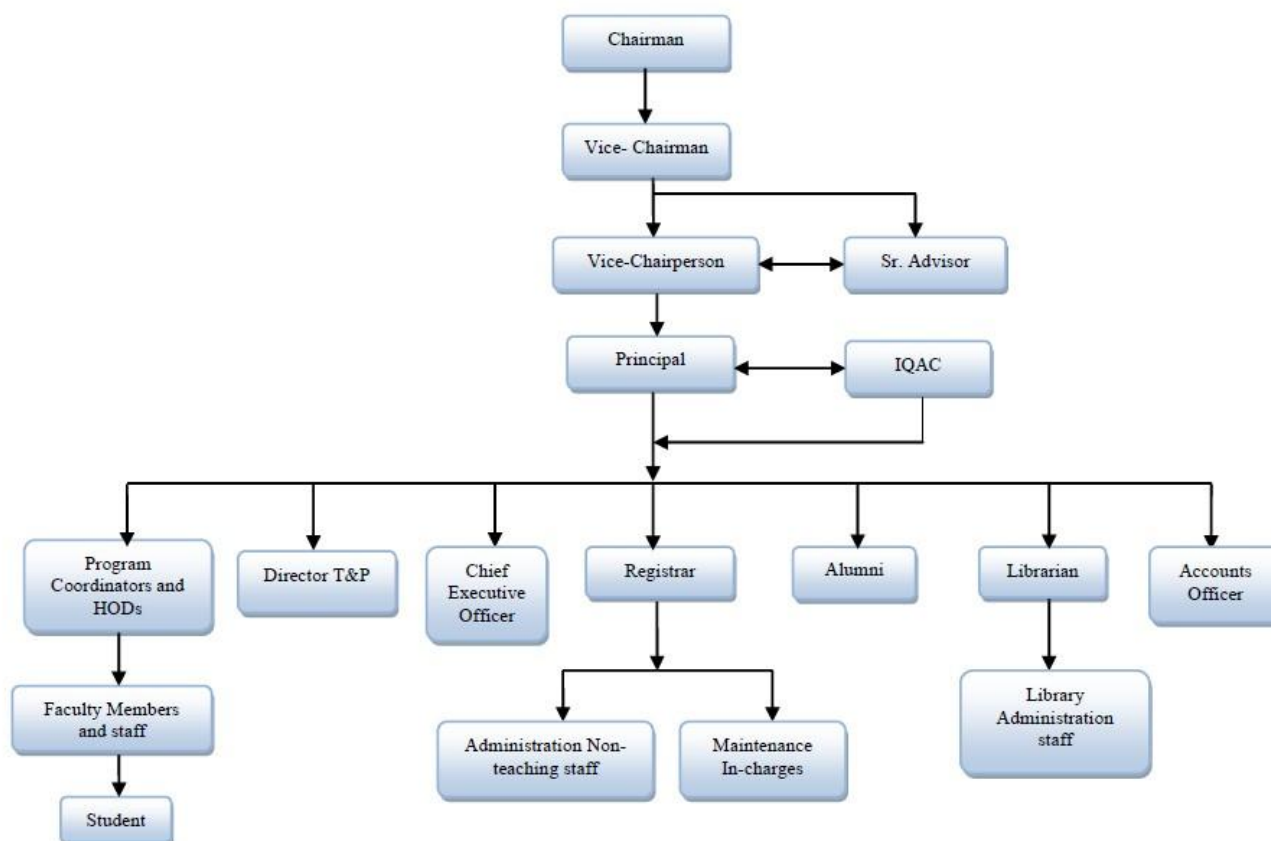 Chairman
Vice- Chairman
Vice-Chairperson
Sr. Advisor
Principal
IQAC
Program
Coordinators and
HODs
Director T&P
Chief
Executive
Officer
Registrar
Alumni
Librarian
Accounts
Officer
Faculty Members
and staff
Administration Non-
teaching staff
Maintenance
In-charges
Library
Administration
staff
Student